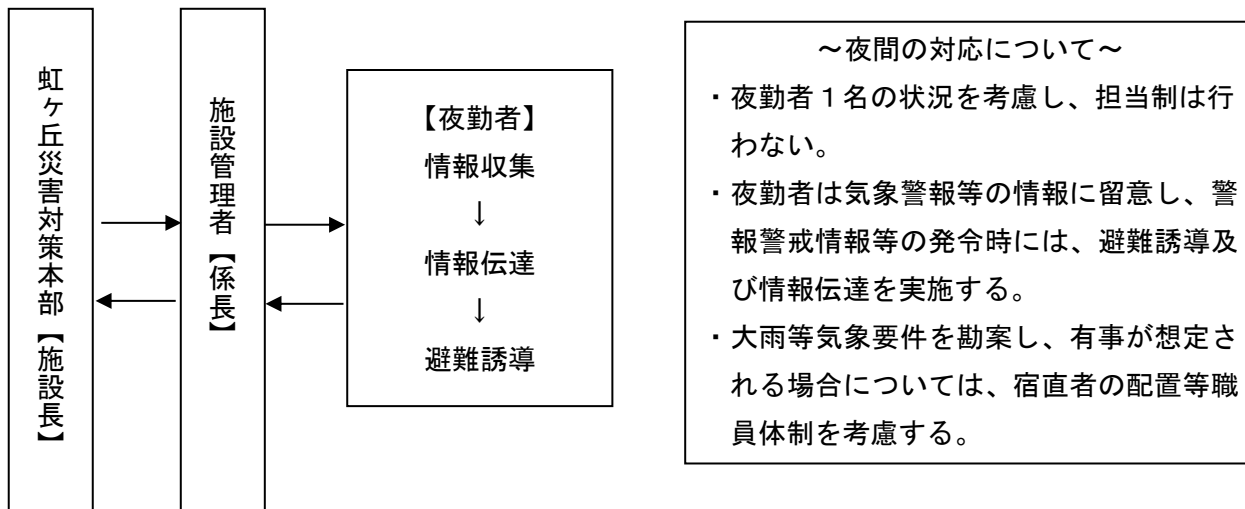 虹ヶ丘災害対策本部【施設長】
施設管理者【係長】
【夜勤者】
情報収集
↓
情報伝達
↓
避難誘導
～夜間の対応について～
・夜勤者１名の状況を考慮し、担当制は行
わない。
・夜勤者は気象警報等の情報に留意し、警
報警戒情報等の発令時には、避難誘導及
び情報伝達を実施する。
・大雨等気象要件を勘案し、有事が想定さ
れる場合については、宿直者の配置等職
員体制を考慮する。